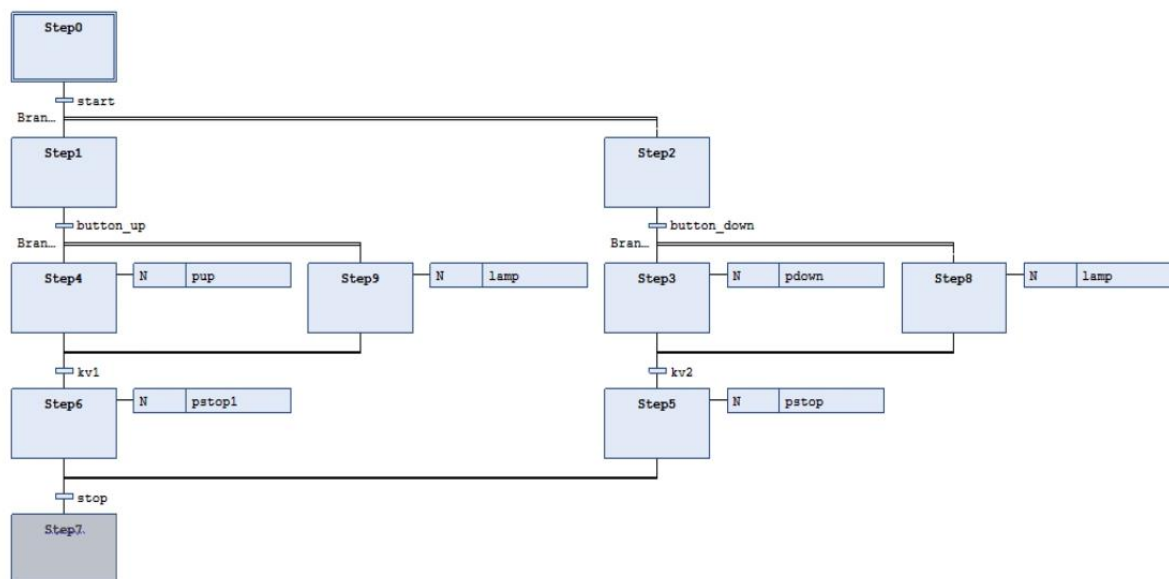 Step0
start
Bran...
Step1
Step2
button_up
button_down
Bran...
Bran...
Step4
N
pup
Step9
N
lamp
Step3
N
pdown
Step8
N
lamp
kv1
kv2
Step6
N
pstop1
Step5
N
pstop
stop
Step7